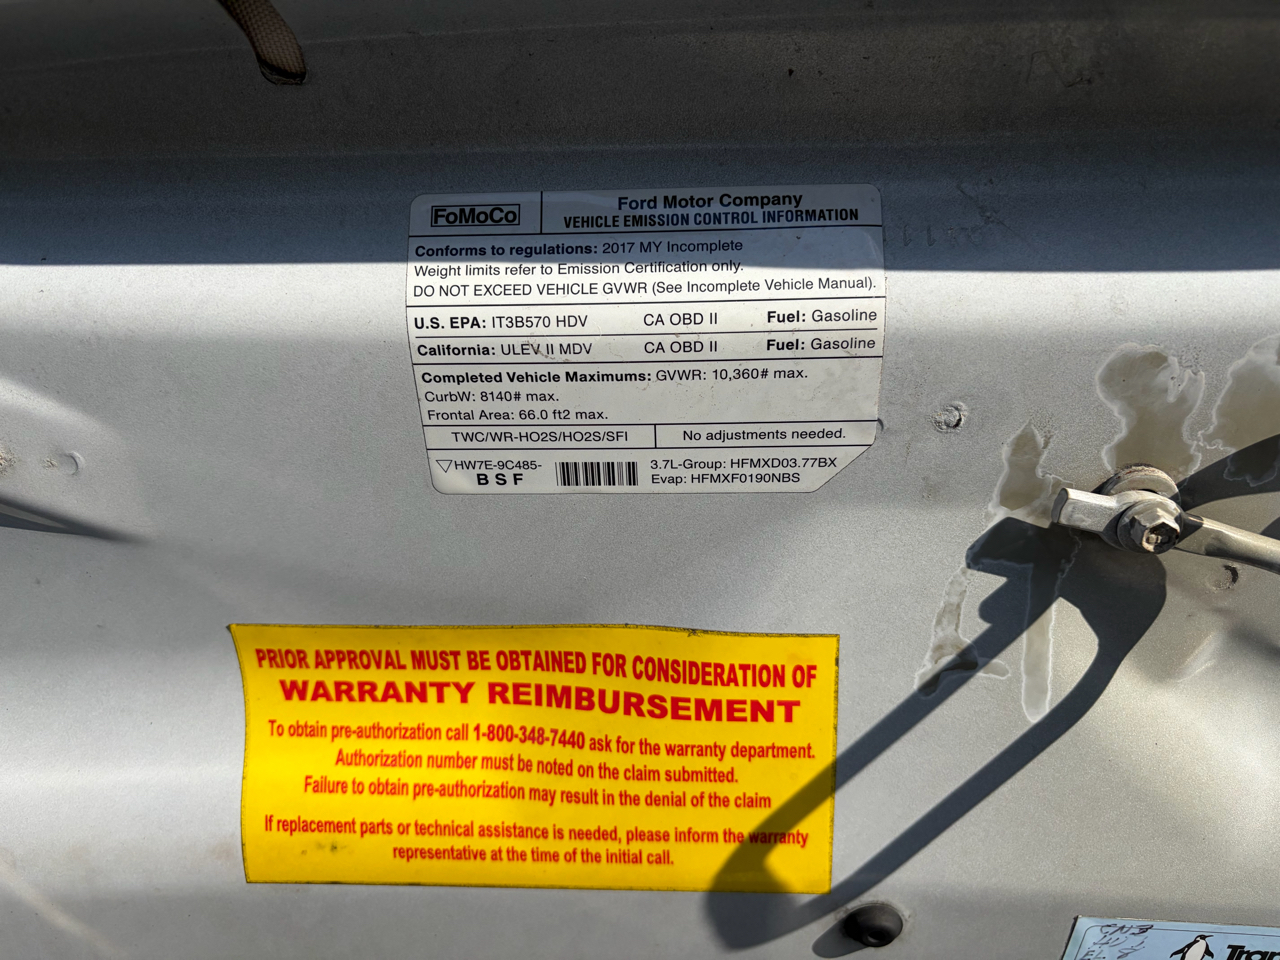 FoMoCo
Ford Motor Company
VEHICLE EMISSION CONTROL INFORMATION
Conforms to regulations: 2017 MY Incomplete
Weight limits refer to Emission Certification only.
DO NOT EXCEED VEHICLE GVWR (See Incomplete Vehicle Manual).
U.S. EPA: IT3B570 HDV CA OBD II Fuel: Gasoline
California: ULEV II MDV CA OBD II Fuel: Gasoline
Completed Vehicle Maximums: GVWR: 10,360# max.
CurbW: 8140# max.
Frontal Area: 66.0 ft2 max.
TWC/WR-HO2S/HO2S/SFI No adjustments needed.
HW7E-9C485-
BSF
3.7L-Group: HFMXD03.77BX
Evap: HFMXF0190NBS
PRIOR APPROVAL MUST BE OBTAINED FOR CONSIDERATION OF
WARRANTY REIMBURSEMENT
To obtain pre-authorization call 1-800-348-7440 ask for the warranty department.
Authorization number must be noted on the claim submitted.
Failure to obtain pre-authorization may result in the denial of the claim
If replacement parts or technical assistance is needed, please inform the warranty
representative at the time of the initial call.